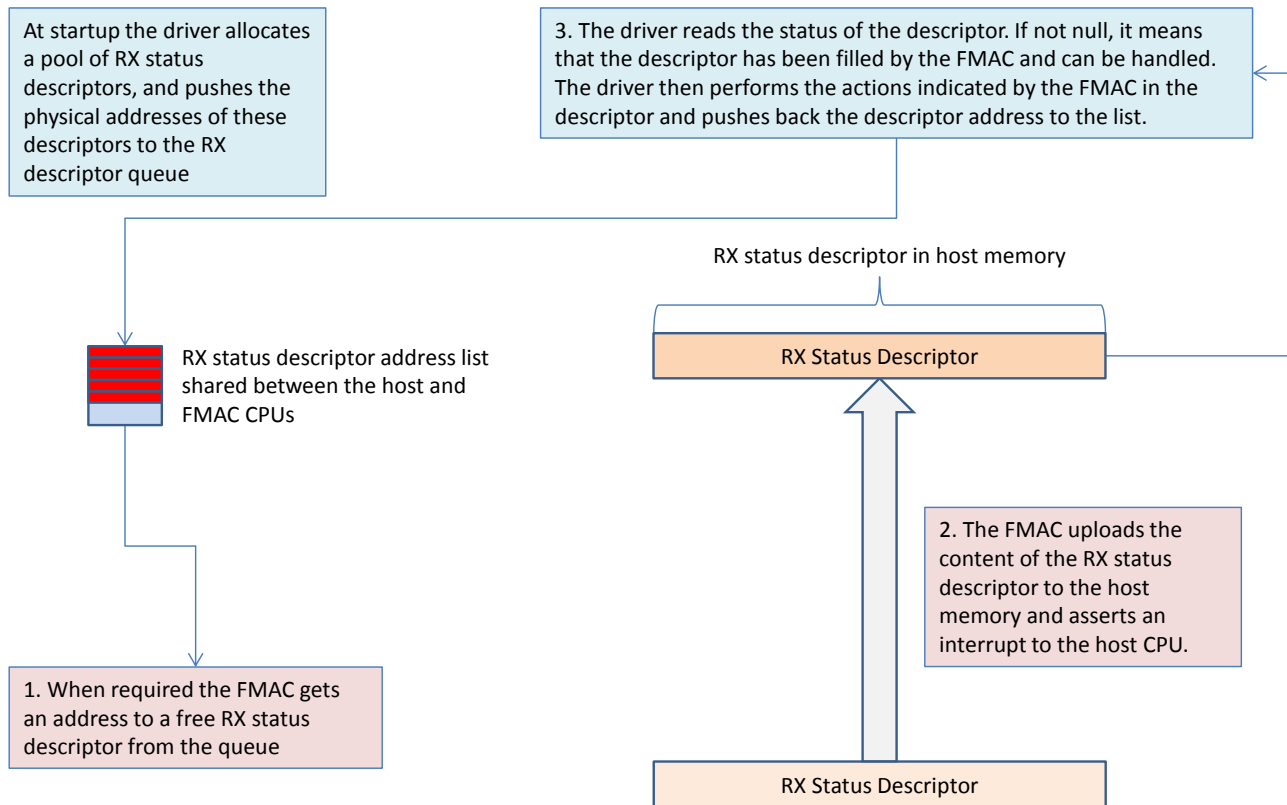 At startup the driver allocates
a pool of RX status
descriptors, and pushes the
physical addresses of these
descriptors to the RX
descriptor queue
3. The driver reads the status of the descriptor. If not null, it means
that the descriptor has been filled by the FMAC and can be handled.
The driver then performs the actions indicated by the FMAC in the
descriptor and pushes back the descriptor address to the list.
RX status descriptor in host memory
RX status descriptor address list
shared between the host and
FMAC CPUs
RX Status Descriptor
2. The FMAC uploads the
content of the RX status
descriptor to the host
memory and asserts an
interrupt to the host CPU.
1. When required the FMAC gets
an address to a free RX status
descriptor from the queue
RX Status Descriptor